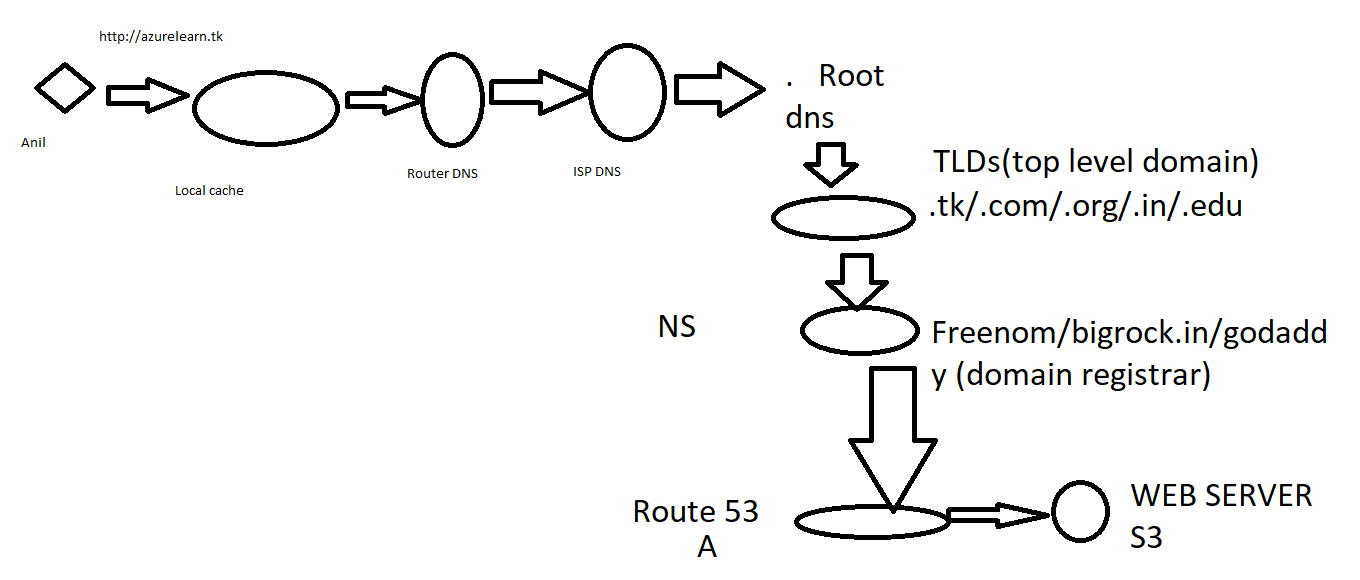 http://azurelearn.tk
Anil
Local cache
Router DNS
ISP DNS
. Root
dns
TLDs(top level domain)
.tk/.com/.org/.in/.edu
NS
Freenom/bigrock.in/godadd
y (domain registrar)
Route 53
A
WEB SERVER
S3